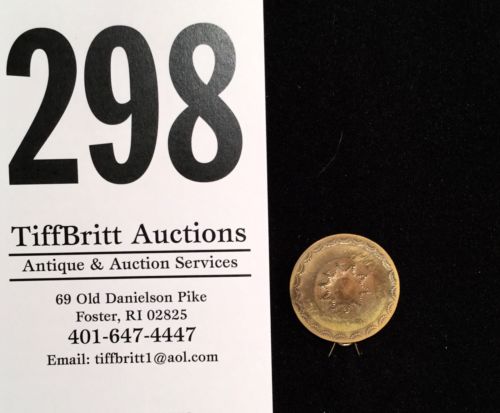 298
TiffBritt Auctions
Antique & Auction Services
69 Old Danielson Pike
Foster, RI 02825
401-647-4447
Email: tiffbritt1@aol.com